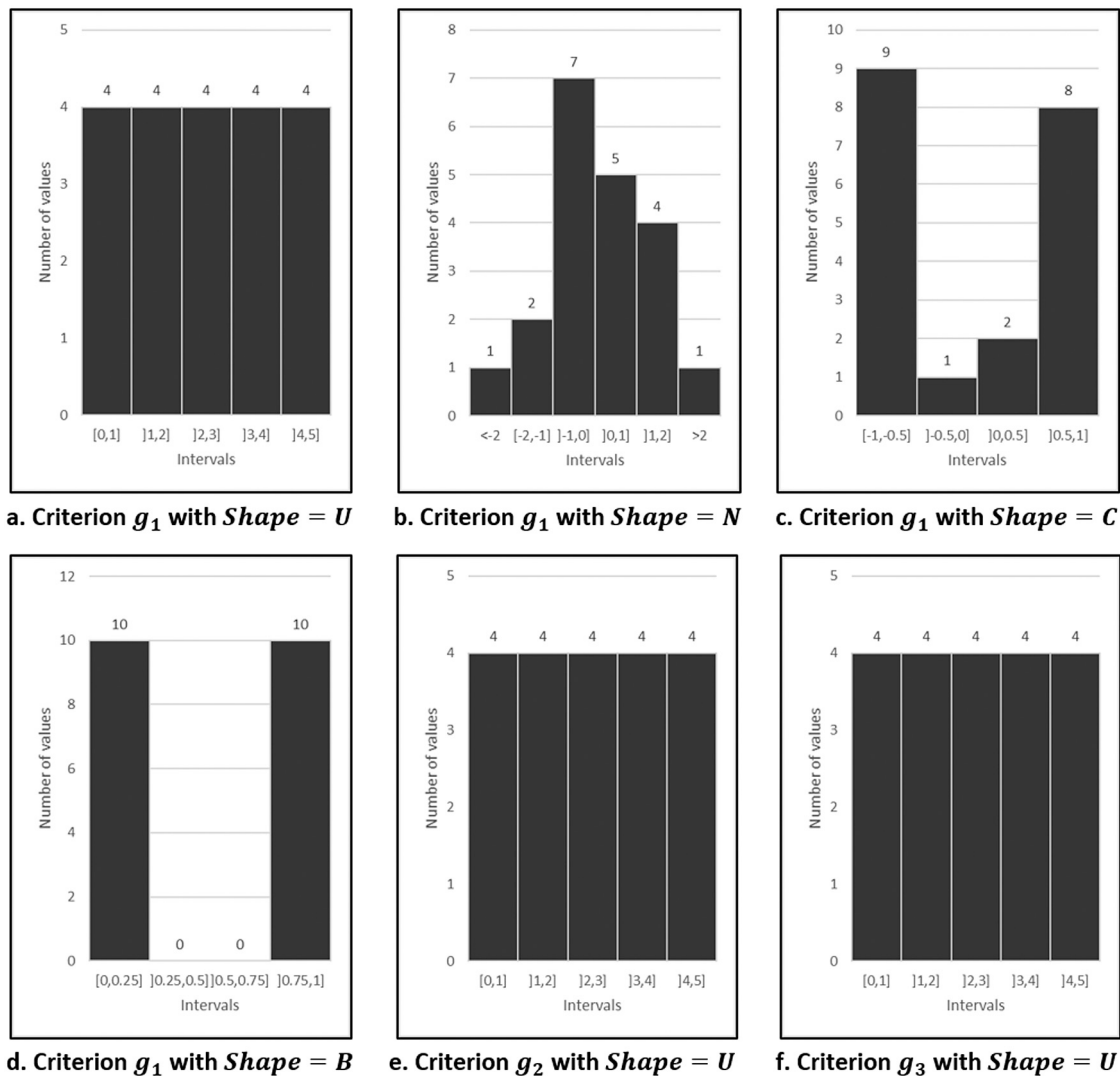 5
4
3
2
1
0
Number of values
4 4 4 4 4
[0,1] ]1,2] ]2,3] ]3,4] ]4,5]
Intervals
a. Criterion g₁ with Shape = U
8
7
6
5
4
3
2
1
0
Number of values
1 2 7 5 4 1
<-2 [-2,-1] ]-1,0] ]0,1] ]1,2] >2
Intervals
b. Criterion g₁ with Shape = N
10
9
8
7
6
5
4
3
2
1
0
Number of values
9 1 2 8
[-1,-0.5] ]-0.5,0] ]0,0.5] ]0.5,1]
Intervals
c. Criterion g₁ with Shape = C
12
10
8
6
4
2
0
Number of values
10 0 0 10
[0,0.25] ]0.25,0.5] ]0.5,0.75] ]0.75,1]
Intervals
d. Criterion g₁ with Shape = B
5
4
3
2
1
0
Number of values
4 4 4 4 4
[0,1] ]1,2] ]2,3] ]3,4] ]4,5]
Intervals
e. Criterion g₂ with Shape = U
5
4
3
2
1
0
Number of values
4 4 4 4 4
[0,1] ]1,2] ]2,3] ]3,4] ]4,5]
Intervals
f. Criterion g₃ with Shape = U